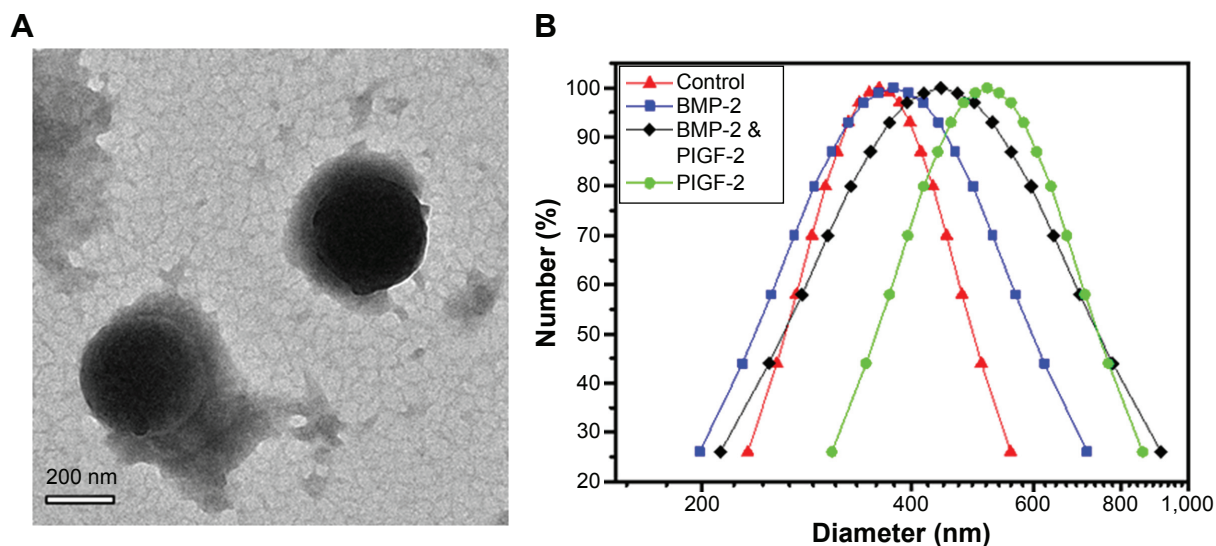 A
B
200 nm
Control
BMP-2
BMP-2 &
PIGF-2
PIGF-2
Number (%)
100
90
80
70
60
50
40
30
20
200
400
600
800
1,000
Diameter (nm)